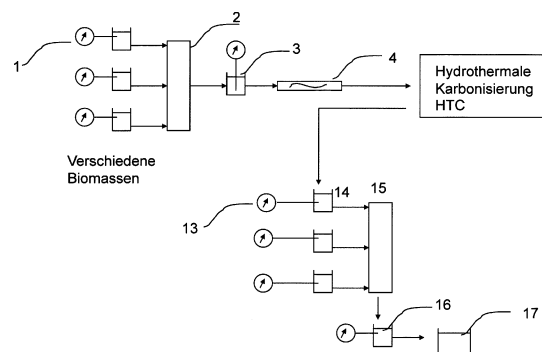 2
3
4
1
Hydrothermale
Karbonisierung
HTC
Verschiedene
Biomassen
14
15
13
16
17